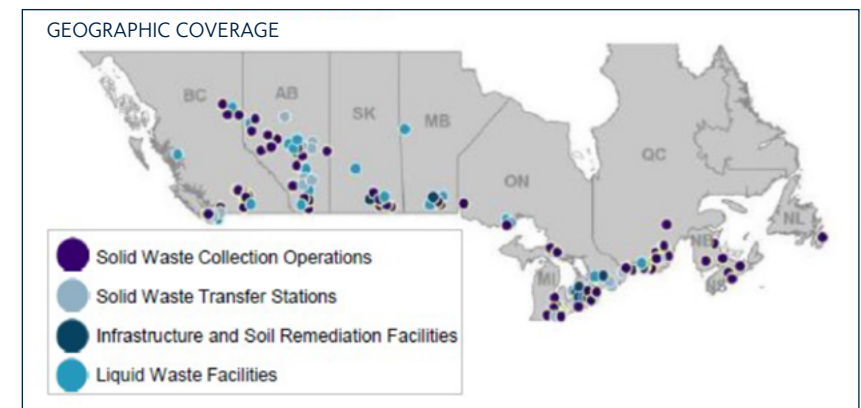 GEOGRAPHIC COVERAGE
BC
AB
SK
MB
ON
QC
NL
NB
NS
MI
Solid Waste Collection Operations
Solid Waste Transfer Stations
Infrastructure and Soil Remediation Facilities
Liquid Waste Facilities